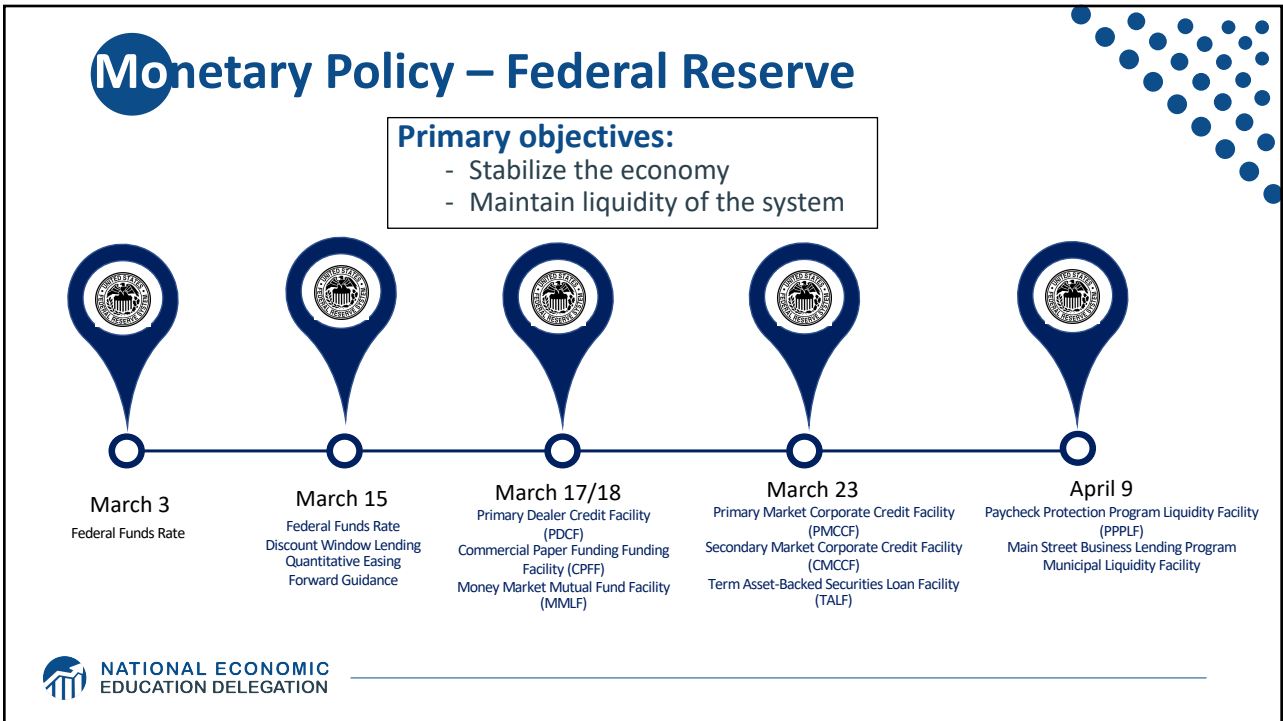 Monetary Policy – Federal Reserve
Primary objectives:
- Stabilize the economy
- Maintain liquidity of the system
March 3
Federal Funds Rate
March 15
Federal Funds Rate
Discount Window Lending
Quantitative Easing
Forward Guidance
March 17/18
Primary Dealer Credit Facility
(PDCF)
Commercial Paper Funding Funding
Facility (CPFF)
Money Market Mutual Fund Facility
(MMLF)
March 23
Primary Market Corporate Credit Facility
(PMCCF)
Secondary Market Corporate Credit Facility
(CMCCF)
Term Asset-Backed Securities Loan Facility
(TALF)
April 9
Paycheck Protection Program Liquidity Facility
(PPPLF)
Main Street Business Lending Program
Municipal Liquidity Facility
NATIONAL ECONOMIC
EDUCATION DELEGATION